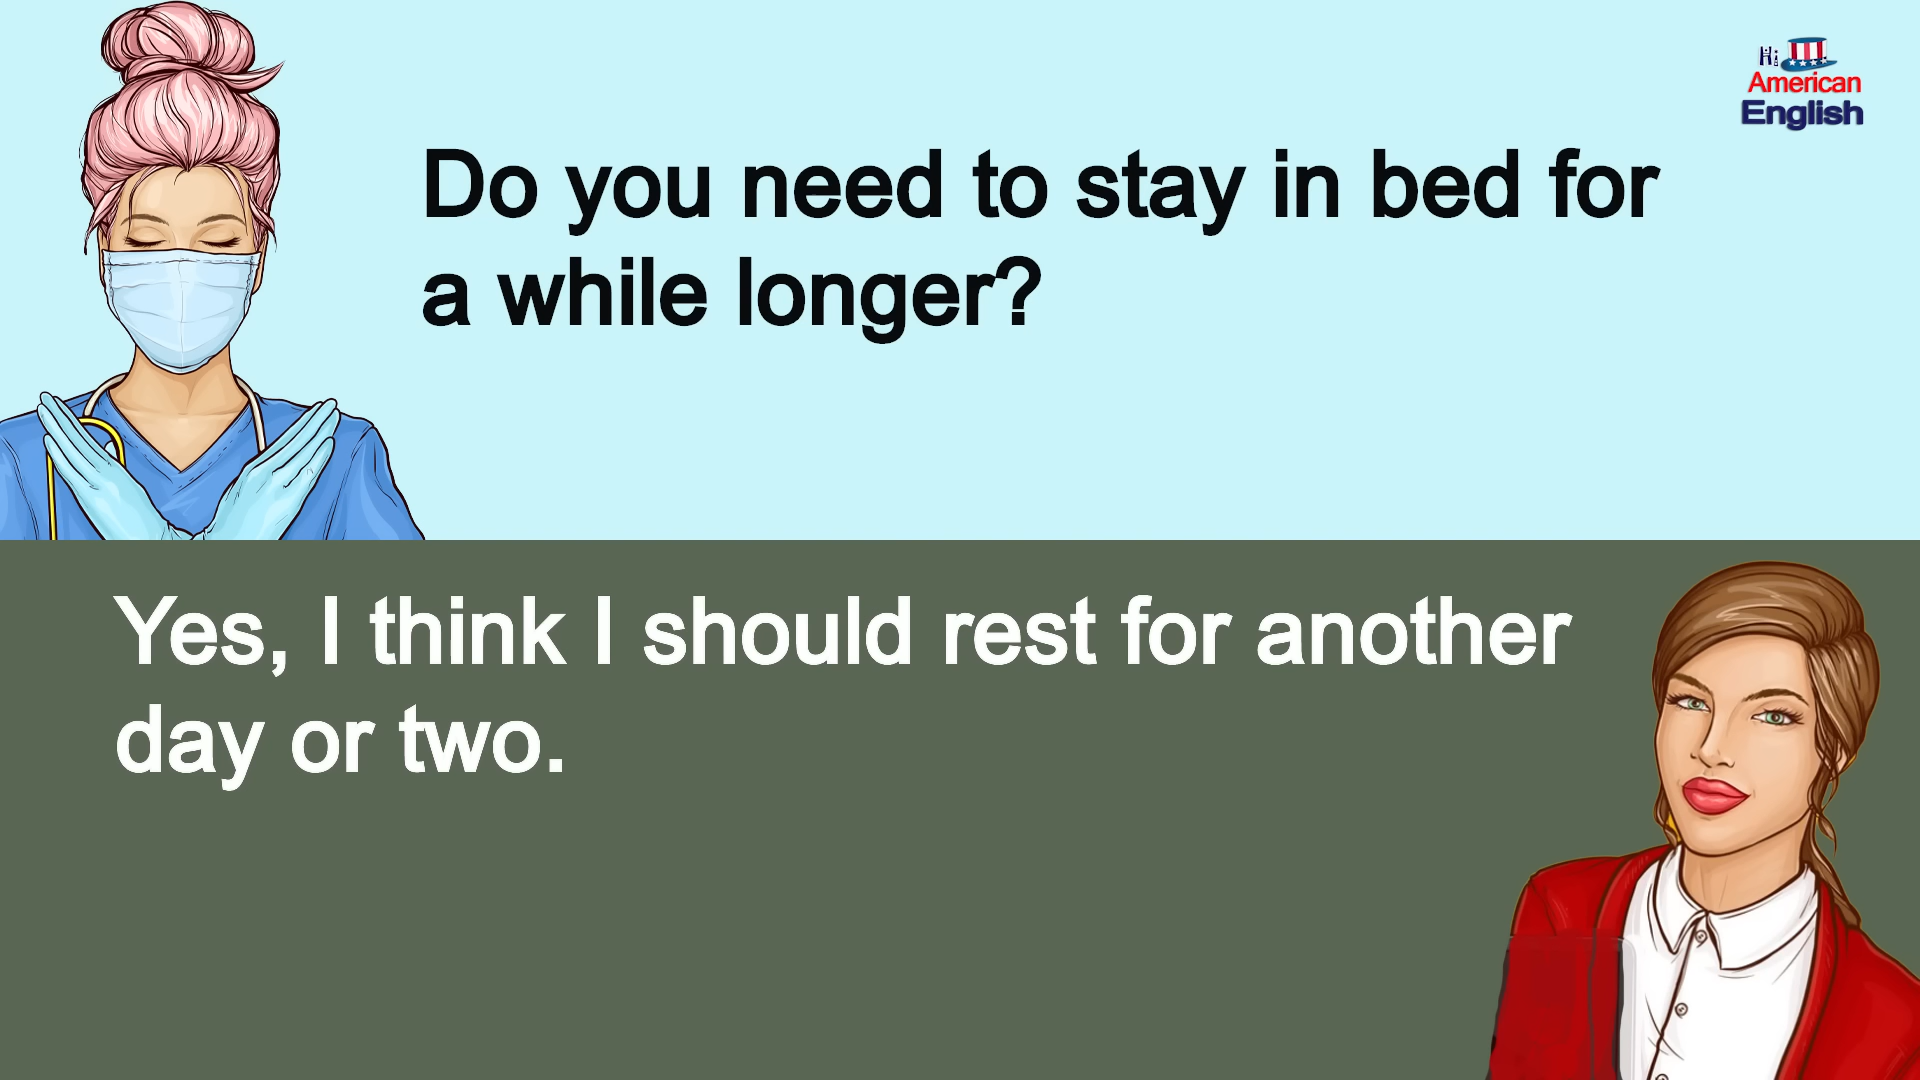 Hi
American
English
Do you need to stay in bed for
a while longer?
Yes, I think I should rest for another
day or two.